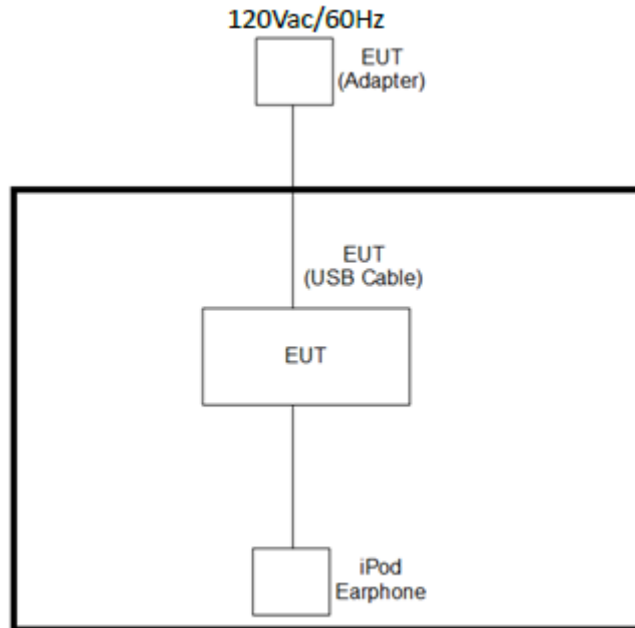 120Vac/60Hz
EUT
(Adapter)
EUT
(USB Cable)
EUT
iPod
Earphone